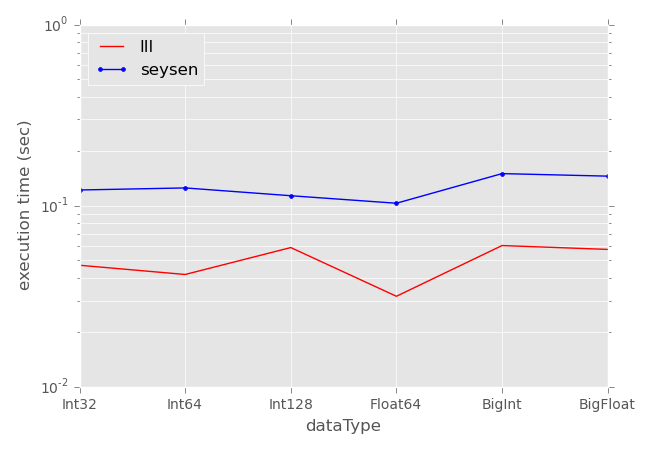 10^0
lll
seysen
execution time (sec)
10^-1
10^-2
Int32 Int64 Int128 Float64 BigInt BigFloat
dataType